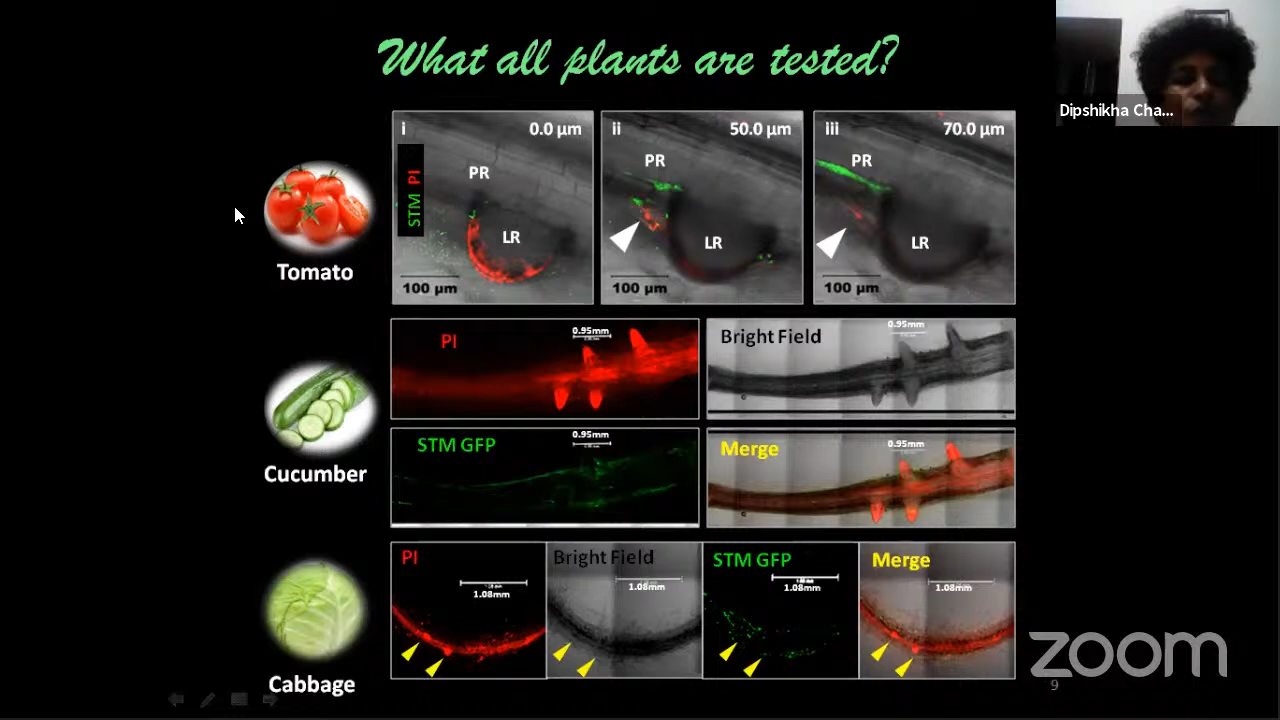 What all plants are tested?
Dipshikha Cha...
i 0.0 µm
ii 50.0 µm
iii 70.0 µm
PR
PR
PR
STM PI
LR
LR
LR
100 µm
100 µm
100 µm
Tomato
PI
0.95mm
Bright Field
0.95mm
STM GFP
0.95mm
Merge
0.95mm
Cucumber
PI
1.08mm
Bright Field
1.08mm
STM GFP
1.08mm
Merge
1.08mm
Cabbage
zoom
9